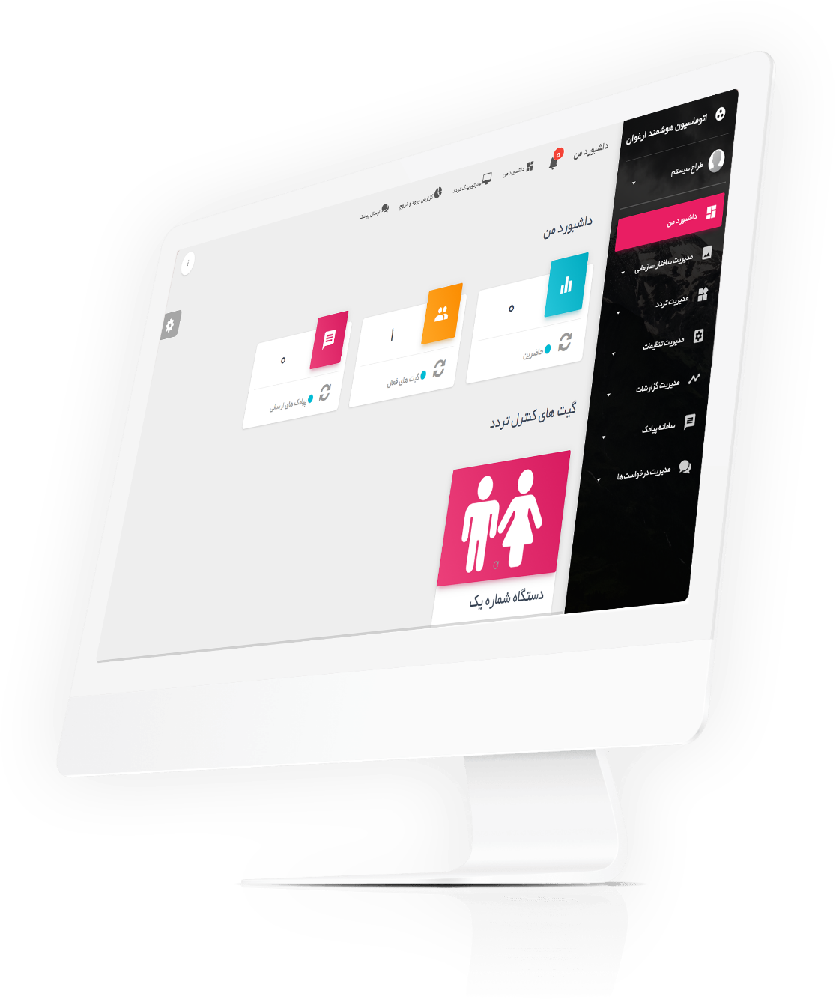 اتوماسیون هوشمند ارغوان
طراح سیستم
داشبورد من
مدیریت ساختار سازمانی
مدیریت تردد
مدیریت تنظیمات
مدیریت گزارشات
سامانه پیامک
مدیریت درخواست ها
داشبورد من
۵
داشبورد من
مانیتورینگ تردد
گزارش ورود و خروج
ارسال پیامک
داشبورد من
۰
حاضرین
۱
گیت های فعال
۰
پیامک های ارسالی
گیت های کنترل تردد
دستگاه شماره یک